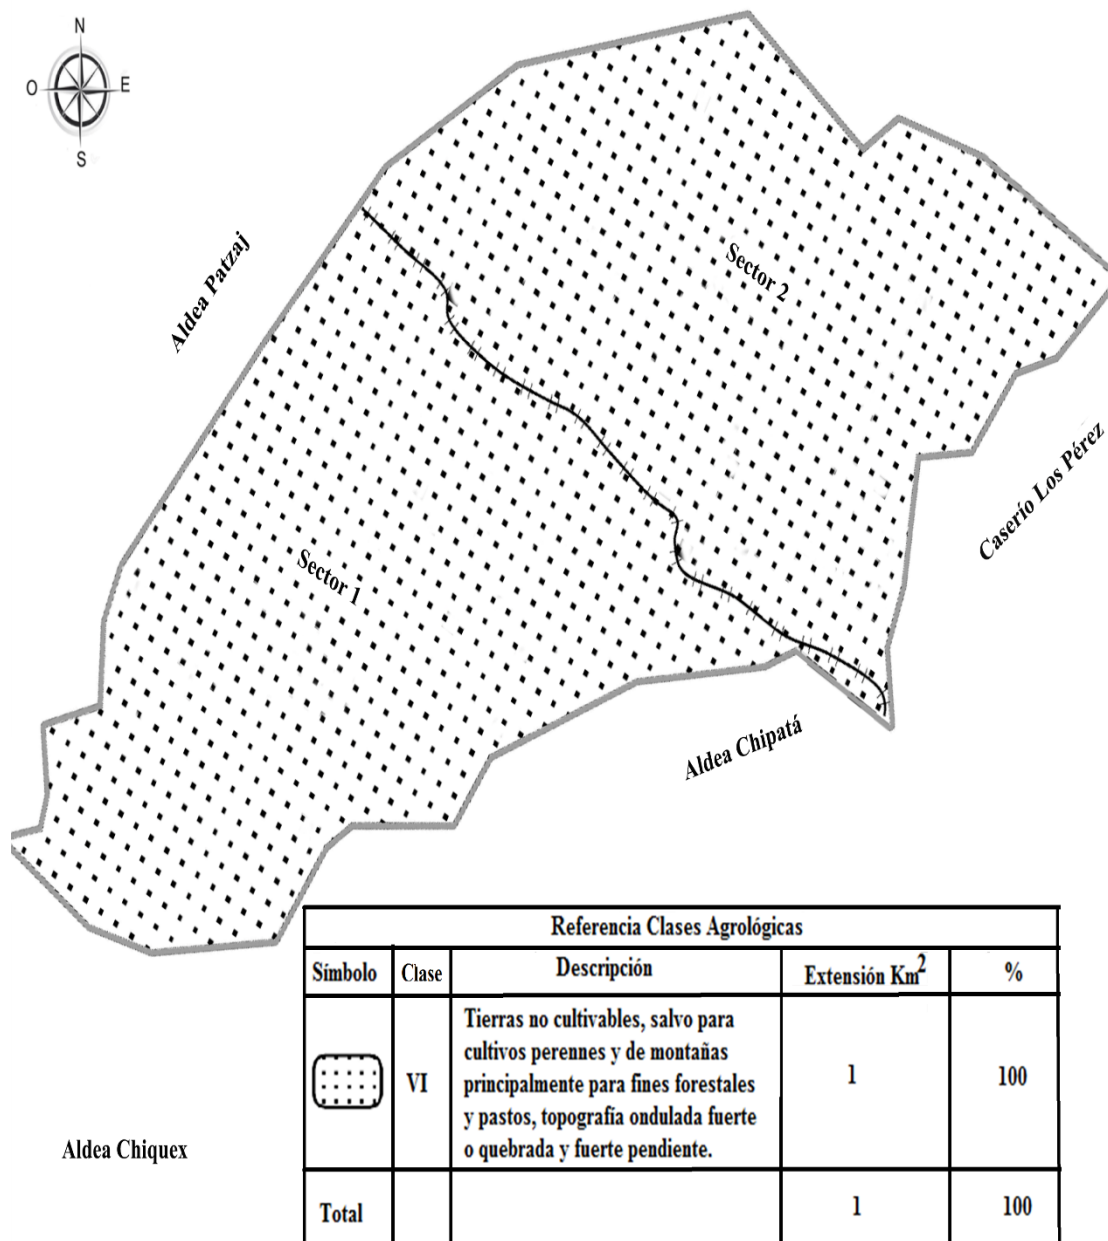 N
O
E
S
Aldea Patzaj
Sector 2
Caserío Los Pérez
Sector 1
Aldea Chipatá
Referencia Clases Agrológicas
Símbolo
Clase
Descripción
Extensión Km²
%
VI
Tierras no cultivables, salvo para
cultivos perennes y de montañas
principalmente para fines forestales
y pastos, topografía ondulada fuerte
o quebrada y fuerte pendiente.
1
100
Total
1
100
Aldea Chiquex